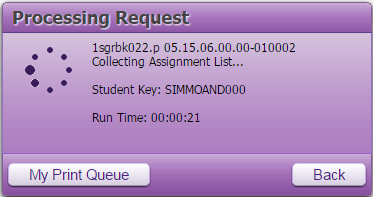 Processing Request
1sgrbk022.p 05.15.06.00.00-010002
Collecting Assignment List...
Student Key: SIMMOAND000
Run Time: 00:00:21
My Print Queue
Back